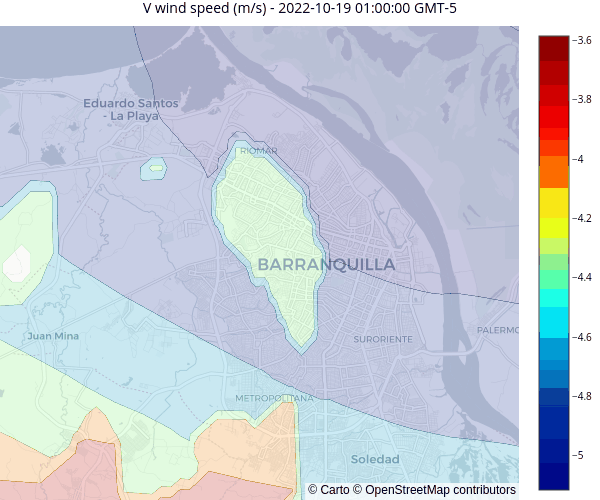 V wind speed (m/s) - 2022-10-19 01:00:00 GMT-5
−3.6
−3.8
−4
−4.2
−4.4
−4.6
−4.8
−5
Eduardo Santos
- La Playa
RIOMAR
BARRANQUILLA
Juan Mina
SURORIENTE
PALERMO
METROPOLITANA
Soledad
© Carto © OpenStreetMap contributors